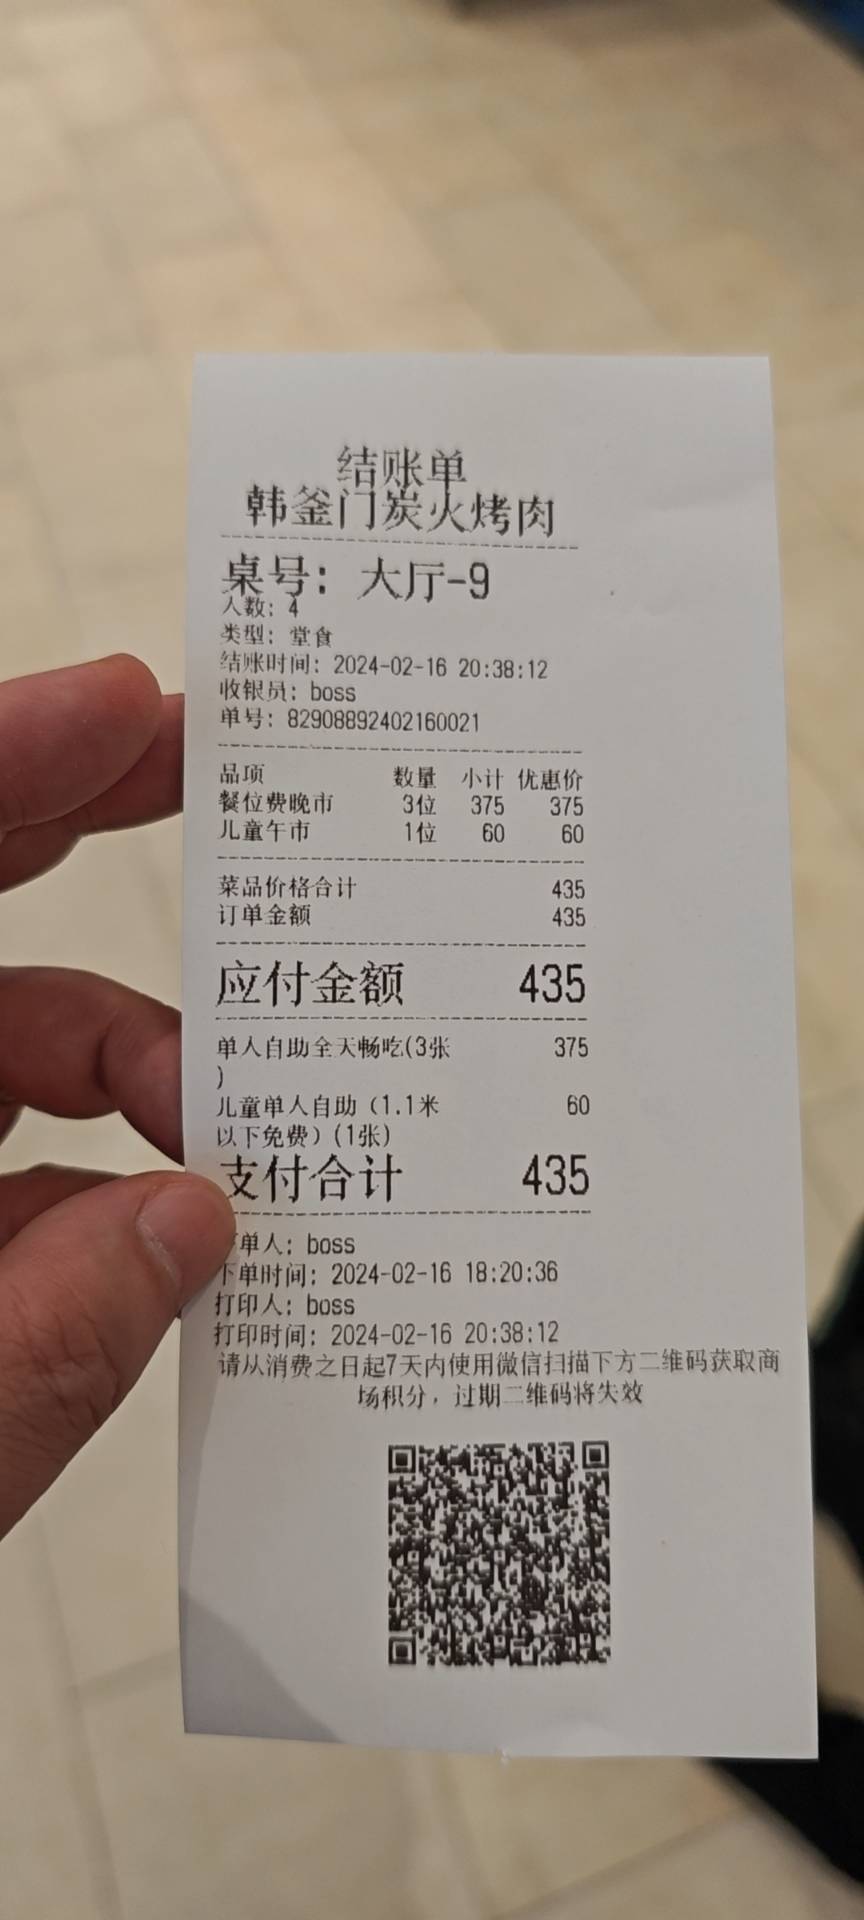 结账单
韩釜门炭火烤肉
桌号: 大厅-9
人数: 4
类型: 堂食
结账时间: 2024-02-16 20:38:12
收银员: boss
单号: 82908892402160021
品项 数量 小计 优惠价
餐位费晚市 3位 375 375
儿童午市 1位 60 60
菜品价格合计 435
订单金额 435
应付金额 435
单人自助全天畅吃(3张 375
)
儿童单人自助（1.1米 60
以下免费）(1张)
支付合计 435
单人: boss
下单时间: 2024-02-16 18:20:36
打印人: boss
打印时间: 2024-02-16 20:38:12
请从消费之日起7天内使用微信扫描下方二维码获取商
场积分，过期二维码将失效